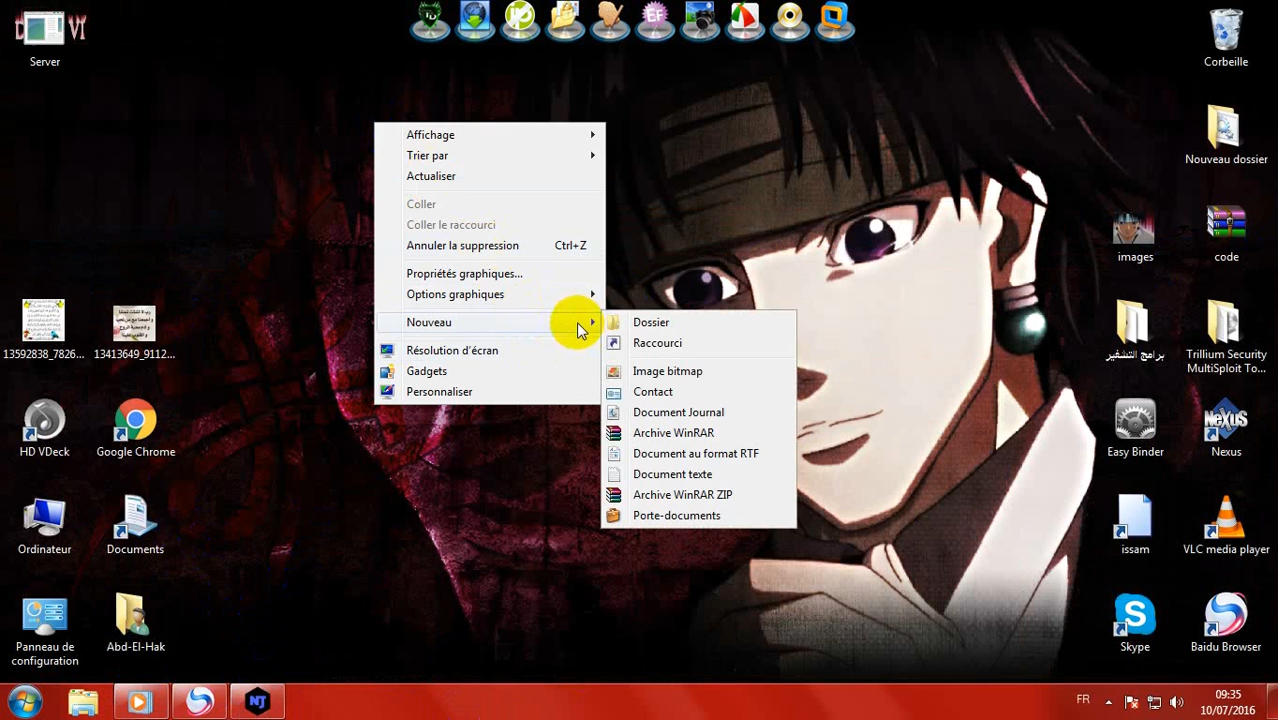 Server
Corbeille
Nouveau dossier
images
code
13592838_7826...
13413649_9112...
برامج التشفير
Trillium Security
MultiSploit To...
HD VDeck
Google Chrome
Easy Binder
Nexus
Ordinateur
Documents
issam
VLC media player
Panneau de
configuration
Abd-El-Hak
Skype
Baidu Browser
Affichage
Trier par
Actualiser
Coller
Coller le raccourci
Annuler la suppression Ctrl+Z
Propriétés graphiques...
Options graphiques
Nouveau
Résolution d'écran
Gadgets
Personnaliser
Dossier
Raccourci
Image bitmap
Contact
Document Journal
Archive WinRAR
Document au format RTF
Document texte
Archive WinRAR ZIP
Porte-documents
EF
NJ
FR
09:35
10/07/2016